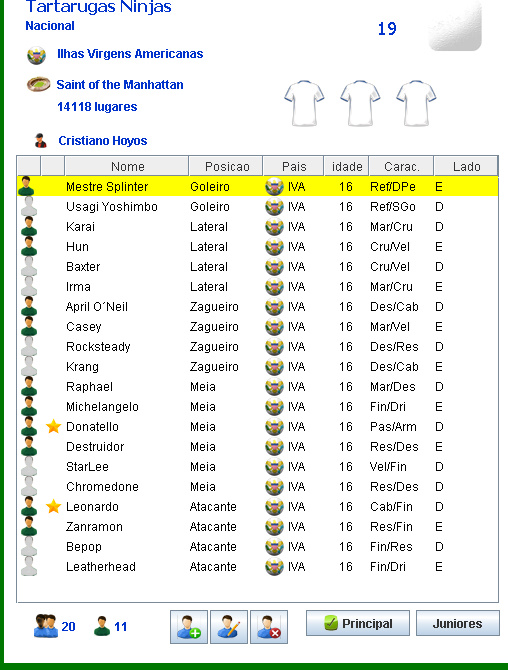 Tartarugas Ninjas
Nacional
19
Ilhas Virgens Americanas
Saint of the Manhattan
14118 lugares
Cristiano Hoyos
Nome Posicao Pais idade Carac. Lado
Mestre Splinter Goleiro IVA 16 Ref/DPe E
Usagi Yoshimbo Goleiro IVA 16 Ref/SGo D
Karai Lateral IVA 16 Mar/Cru D
Hun Lateral IVA 16 Cru/Vel E
Baxter Lateral IVA 16 Cru/Vel D
Irma Lateral IVA 16 Mar/Cru E
April O´Neil Zagueiro IVA 16 Des/Cab D
Casey Zagueiro IVA 16 Mar/Vel E
Rocksteady Zagueiro IVA 16 Des/Res D
Krang Zagueiro IVA 16 Des/Cab E
Raphael Meia IVA 16 Mar/Des D
Michelangelo Meia IVA 16 Fin/Dri E
Donatello Meia IVA 16 Pas/Arm D
Destruidor Meia IVA 16 Res/Des E
StarLee Meia IVA 16 Vel/Fin D
Chromedone Meia IVA 16 Res/Des D
Leonardo Atacante IVA 16 Cab/Fin D
Zanramon Atacante IVA 16 Res/Fin E
Bepop Atacante IVA 16 Fin/Res D
Leatherhead Atacante IVA 16 Fin/Dri E
20 11 Principal Juniores